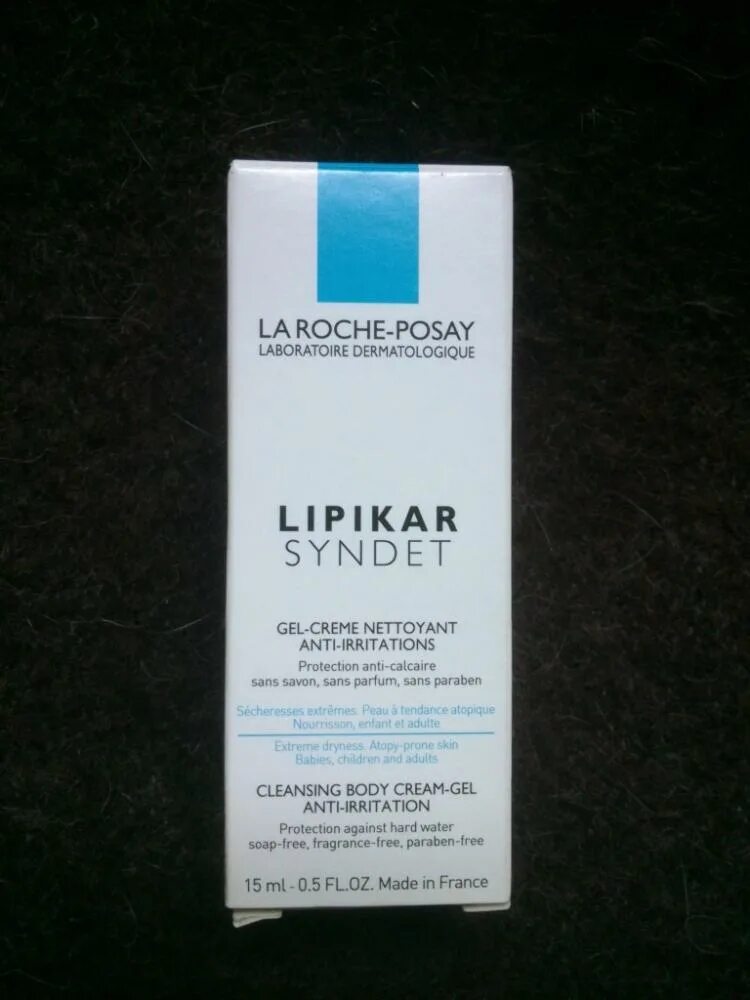 LA ROCHE-POSAY
LABORATOIRE DERMATOLOGIQUE
LIPIKAR
SYNDET
GEL-CREME NETTOYANT
ANTI-IRRITATIONS
Protection anti-calcaire
sans savon, sans parfum, sans paraben
Sécheresses extrêmes. Peau à tendance atopique
Nourrisson, enfant et adulte
Extreme dryness. Atopy-prone skin
Babies, children and adults
CLEANSING BODY CREAM-GEL
ANTI-IRRITATION
Protection against hard water
soap-free, fragrance-free, paraben-free
15 ml - 0.5 FL.OZ. Made in France